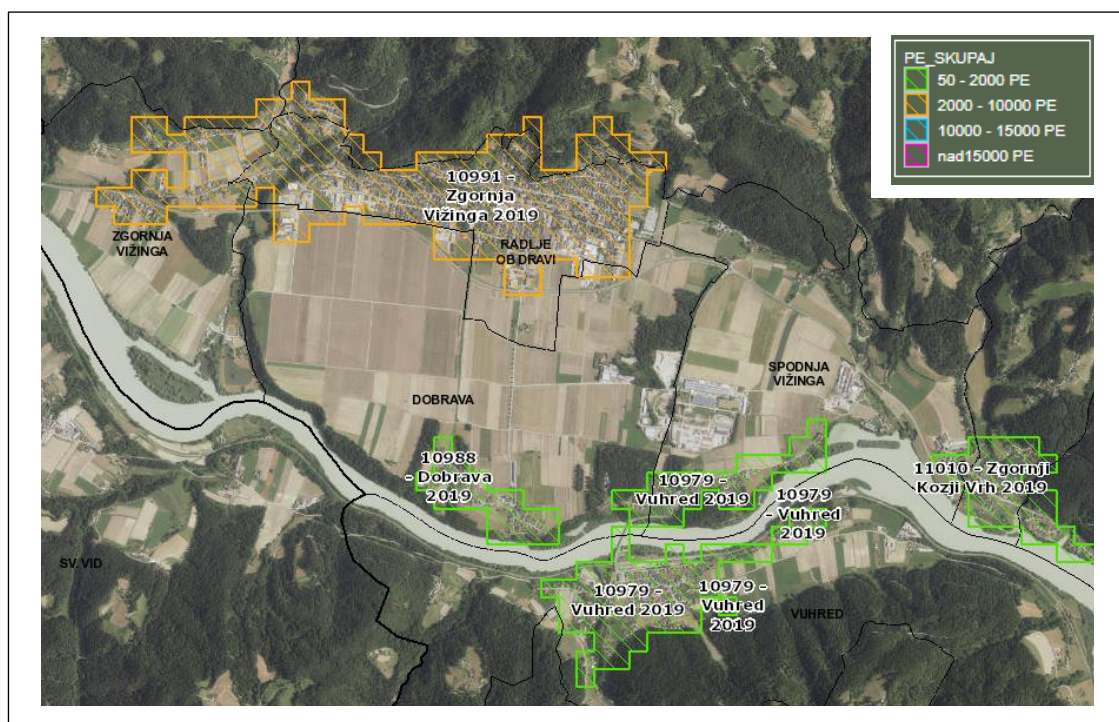 PE_SKUPAJ
50 - 2000 PE
2000 - 10000 PE
10000 - 15000 PE
nad15000 PE
10991 -
Zgornja
Vižinga 2019
ZGORNJA
VIŽINGA
RADLJE
OB DRAVI
SPODNJA
VIŽINGA
DOBRAVA
10988
- Dobrava
2019
10979 -
Vuhred 2019
10979
- Vuhred
2019
11010 - Zgornji
Kozji Vrh 2019
SV. VID
10979 -
Vuhred 2019
10979 -
Vuhred
2019
VUHRED